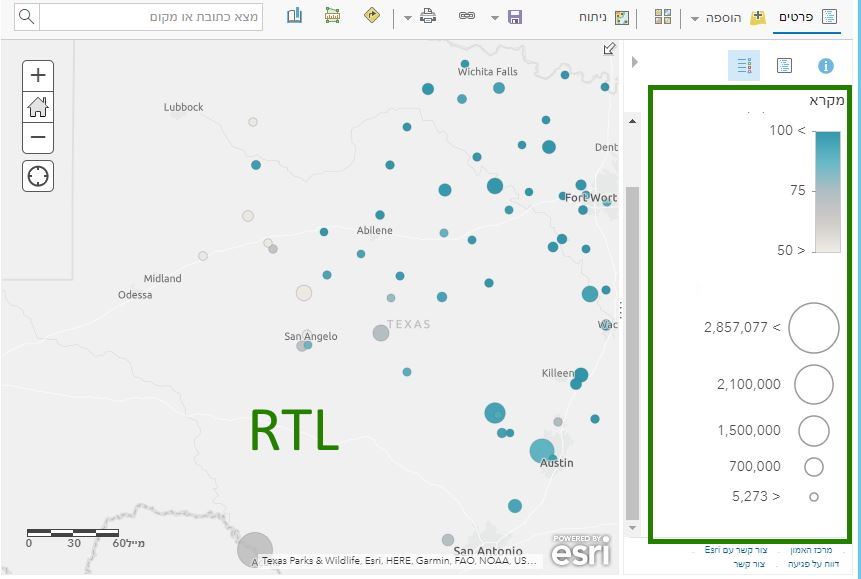 פרטים
הוספה
ניתוח
מצא כתובת או מקום
מקרא
100 <
75
50 >
2,857,077 <
2,100,000
1,500,000
700,000
5,273 >
מרכז האמון . צור קשר עם Esri .
דווח על פגיעה . צור קשר
Wichita Falls
Lubbock
Dent
Fort Wort
Abilene
Midland
Odessa
TEXAS
San Angelo
Wac
Killeen
RTL
Austin
San Antonio
0 30 60מייל
Texas Parks & Wildlife, Esri, HERE, Garmin, FAO, NOAA, US...
POWERED BY
esri